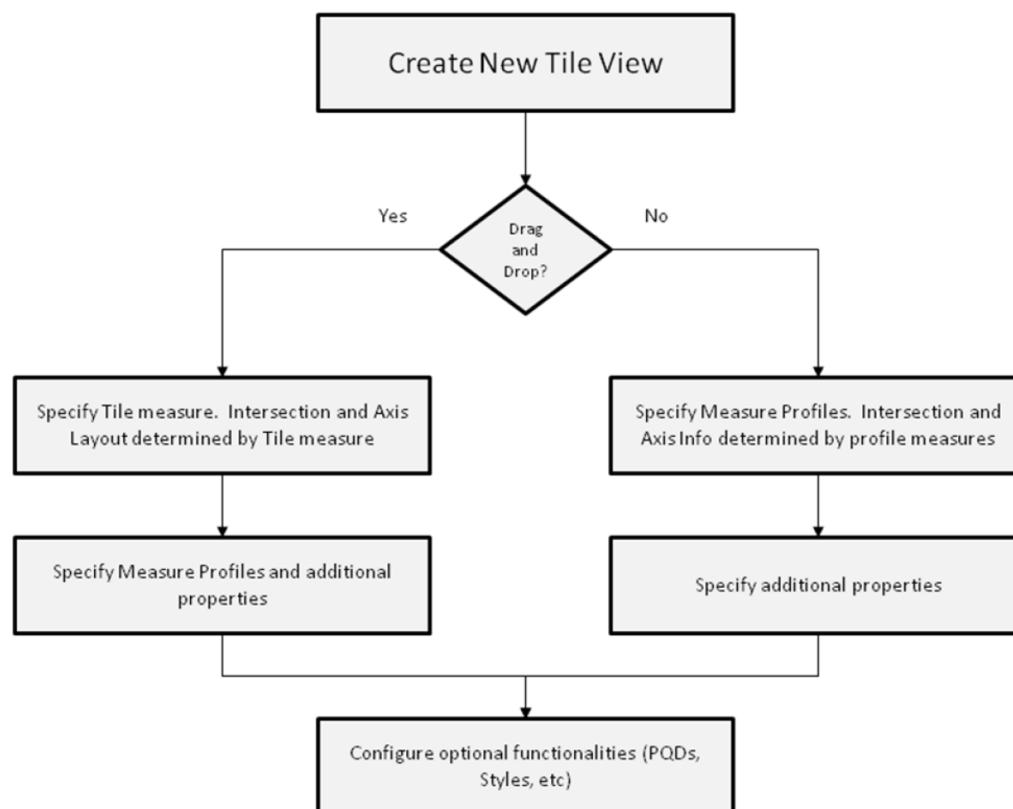 Create New Tile View
Yes
No
Drag
and
Drop?
Specify Tile measure.  Intersection and Axis
Layout determined by Tile measure
Specify Measure Profiles.  Intersection and
Axis Info determined by profile measures
Specify Measure Profiles and additional
properties
Specify additional properties
Configure optional functionalities (PQDs,
Styles, etc)